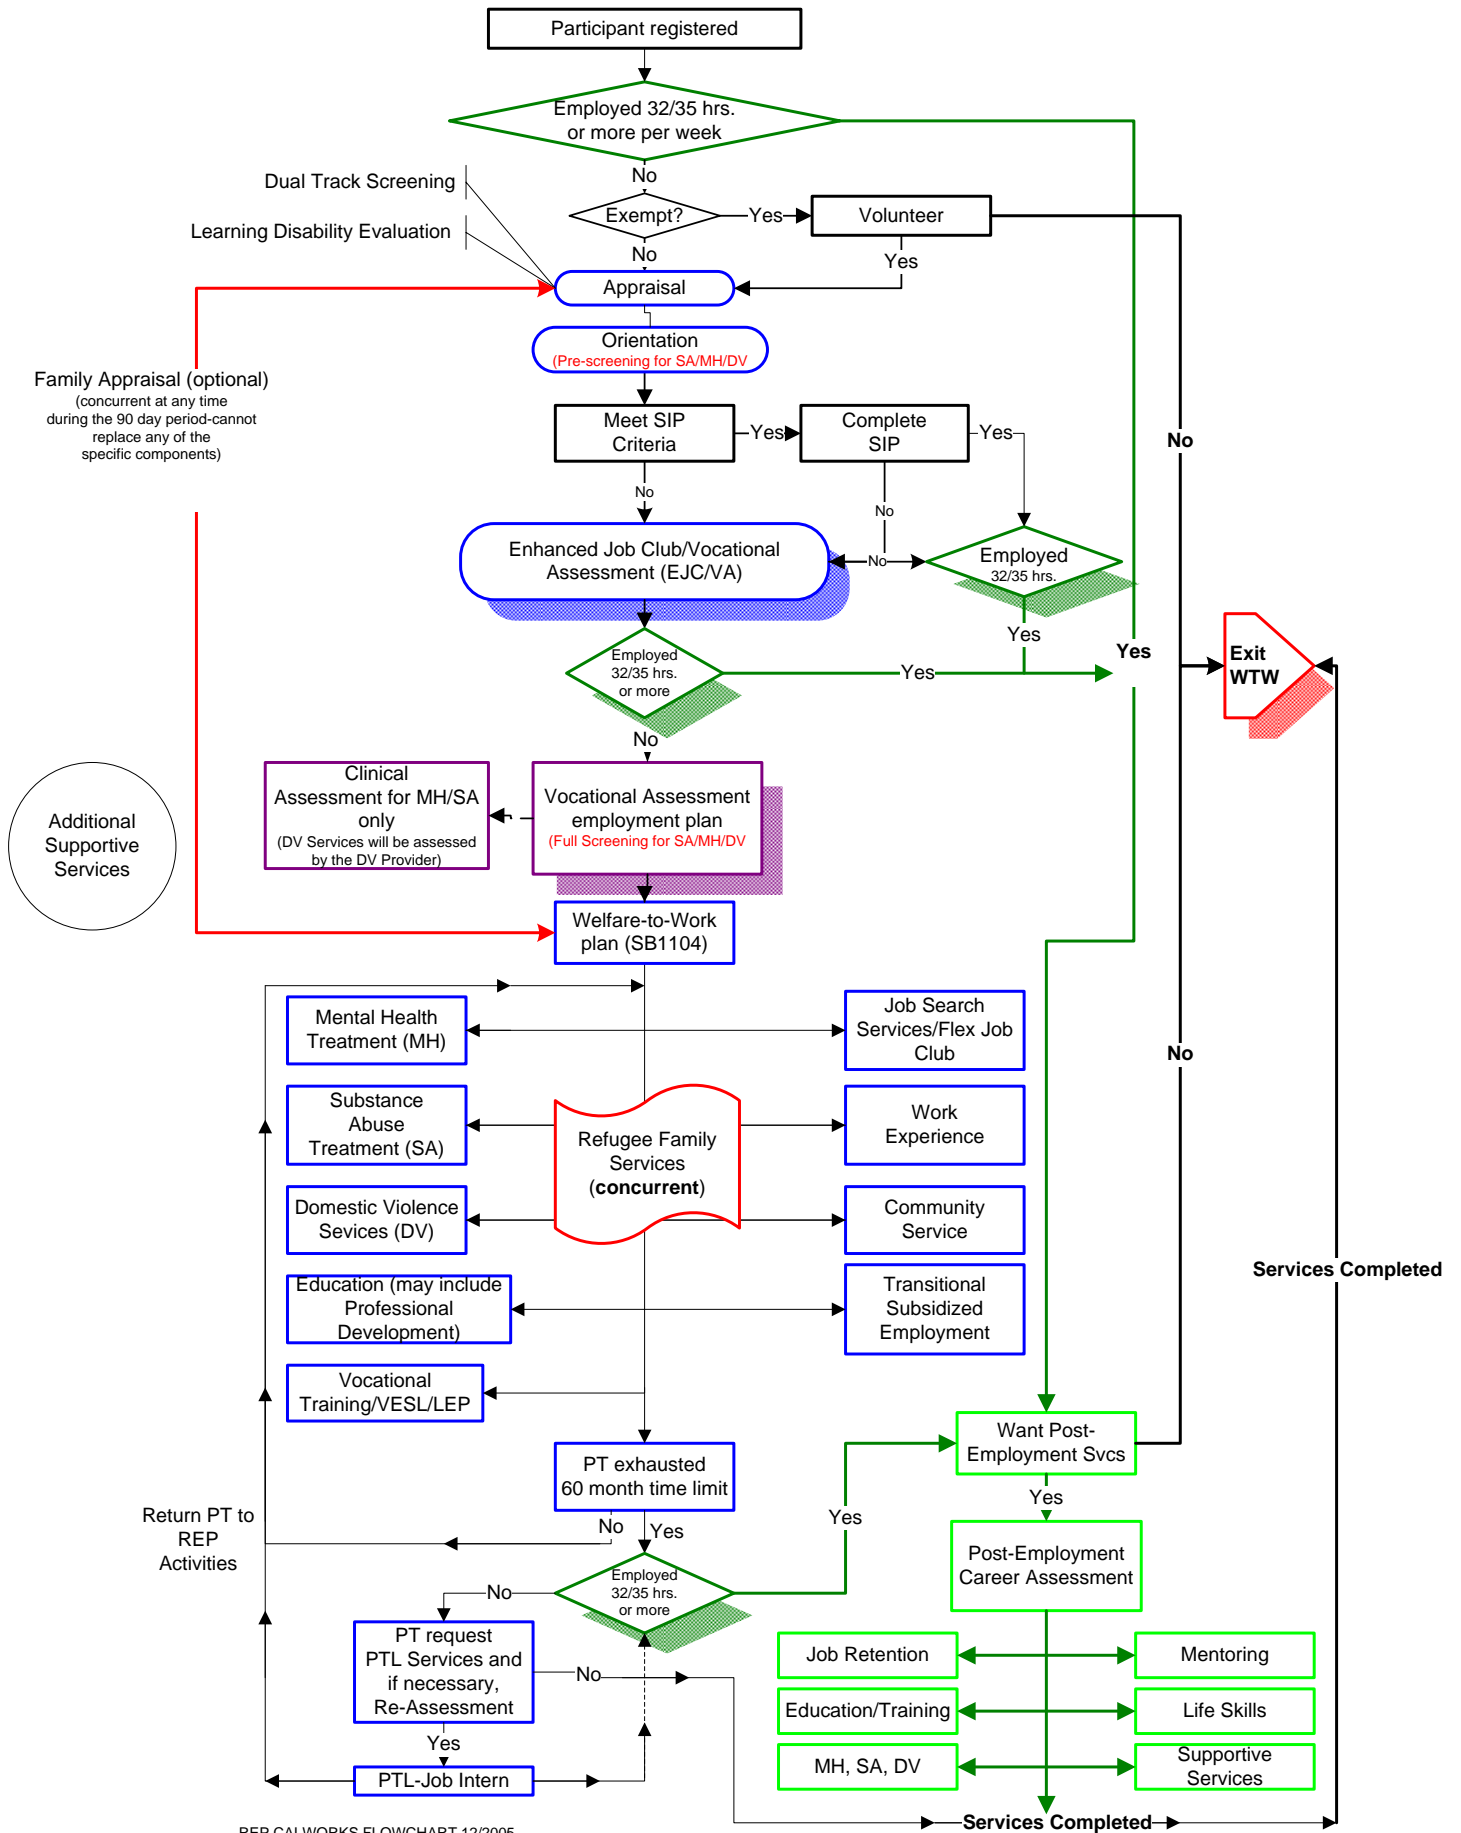 Participant registered
Employed 32/35 hrs.
or more per week
No
Dual Track Screening
Exempt?
Yes
Volunteer
Learning Disability Evaluation
No
Yes
Appraisal
Orientation
(Pre-screening for SA/MH/DV
Family Appraisal (optional)
(concurrent at any time
during the 90 day period-cannot
replace any of the
specific components)
Meet SIP
Criteria
Yes
Complete
SIP
Yes
No
No
No
Enhanced Job Club/Vocational
Assessment (EJC/VA)
No
Employed
32/35 hrs.
Yes
Yes
Employed
32/35 hrs.
or more
Yes
Exit
WTW
No
Clinical
Assessment for MH/SA
only
(DV Services will be assessed
by the DV Provider)
Vocational Assessment
employment plan
(Full Screening for SA/MH/DV
Additional
Supportive
Services
Welfare-to-Work
plan (SB1104)
Mental Health
Treatment (MH)
Job Search
Services/Flex Job
Club
No
Substance
Abuse
Treatment (SA)
Refugee Family
Services
(concurrent)
Work
Experience
Domestic Violence
Sevices (DV)
Community
Service
Services Completed
Education (may include
Professional
Development)
Transitional
Subsidized
Employment
Vocational
Training/VESL/LEP
Want Post-
Employment Svcs
PT exhausted
60 month time limit
Yes
Return PT to
REP
Activities
No
Yes
Yes
Post-Employment
Career Assessment
Employed
32/35 hrs.
or more
No
PT request
PTL Services and
if necessary,
Re-Assessment
No
Job Retention
Mentoring
Education/Training
Life Skills
Yes
MH, SA, DV
Supportive
Services
PTL-Job Intern
Services Completed
REP CALWORKS FLOWCHART 12/2005